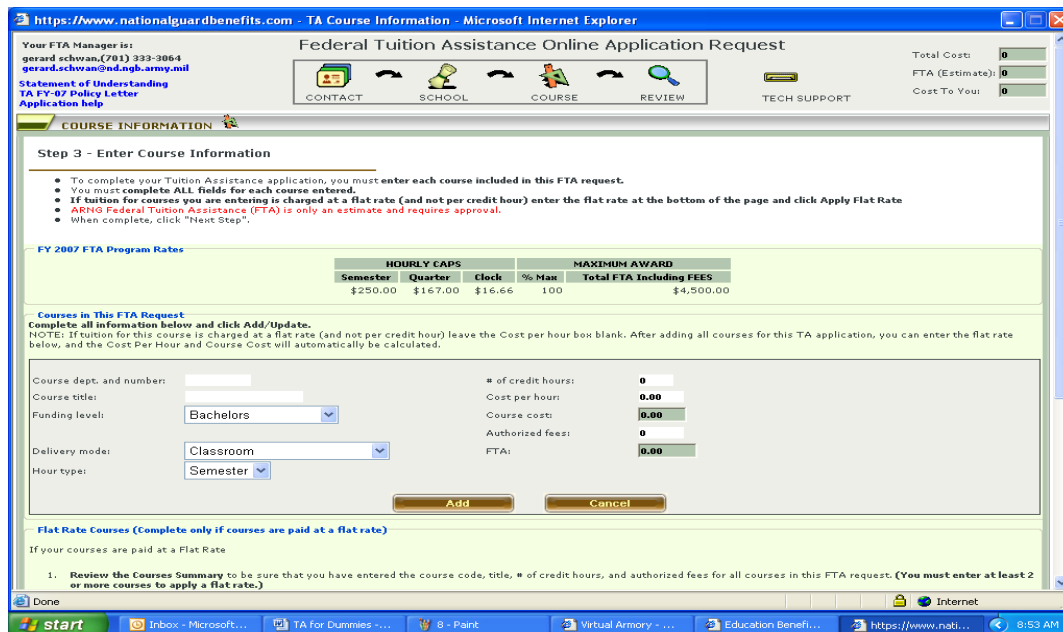 https://www.nationalguardbenefits.com - TA Course Information - Microsoft Internet Explorer
Your FTA Manager is:
gerard schwan,(701) 333-3064
gerard.schwan@nd.ngb.army.mil
Statement of Understanding
TA FY-07 Policy Letter
Application help
Federal Tuition Assistance Online Application Request
CONTACT SCHOOL COURSE REVIEW
TECH SUPPORT
Total Cost: 0
FTA (Estimate): 0
Cost To You: 0
COURSE INFORMATION
Step 3 - Enter Course Information
• To complete your Tuition Assistance application, you must enter each course included in this FTA request.
• You must complete ALL fields for each course entered.
• If tuition for courses you are entering is charged at a flat rate (and not per credit hour) enter the flat rate at the bottom of the page and click Apply Flat Rate
• ARNG Federal Tuition Assistance (FTA) is only an estimate and requires approval.
• When complete, click "Next Step".
FY 2007 FTA Program Rates
HOURLY CAPS MAXIMUM AWARD
Semester Quarter Clock % Max Total FTA Including FEES
$250.00 $167.00 $16.66 100 $4,500.00
Courses in This FTA Request
Complete all information below and click Add/Update.
NOTE: If tuition for this course is charged at a flat rate (and not per credit hour) leave the Cost per hour box blank. After adding all courses for this TA application, you can enter the flat rate
below, and the Cost Per Hour and Course Cost will automatically be calculated.
Course dept. and number: # of credit hours: 0
Course title: Cost per hour: 0.00
Funding level: Bachelors Course cost: 0.00
Authorized fees: 0
Delivery mode: Classroom FTA: 0.00
Hour type: Semester
Add Cancel
Flat Rate Courses (Complete only if courses are paid at a flat rate)
If your courses are paid at a Flat Rate
1. Review the Courses Summary to be sure that you have entered the course code, title, # of credit hours, and authorized fees for all courses in this FTA request. (You must enter at least 2
or more courses to apply a flat rate.)
Done Internet
start Inbox - Microsoft... TA for Dummies -... 8 - Paint Virtual Armory - ... Education Benefi... https://www.nati... 8:53 AM